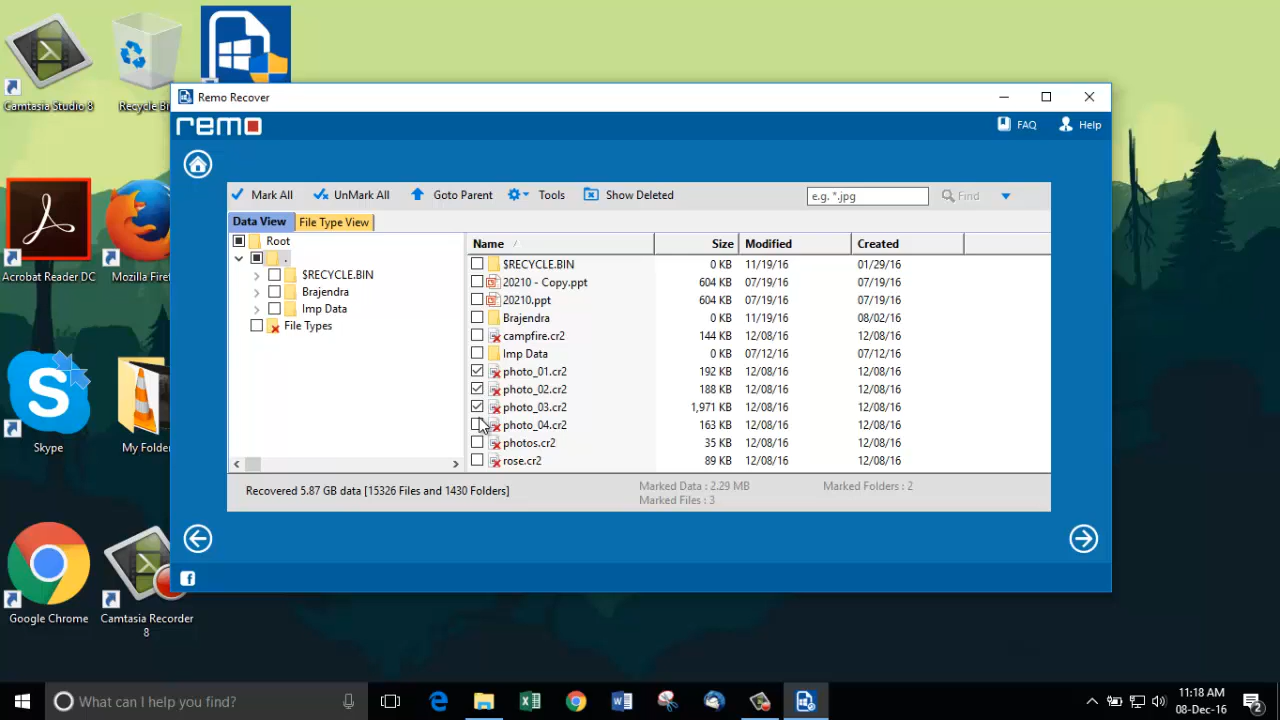 Camtasia Studio 8
Recycle Bi
Remo Recover
remo
FAQ
Help
Mark All
UnMark All
Goto Parent
Tools
Show Deleted
e.g. *.jpg
Find
Data View
File Type View
Root
.
$RECYCLE.BIN
Brajendra
Imp Data
File Types
Name Size Modified Created
$RECYCLE.BIN 0 KB 11/19/16 01/29/16
20210 - Copy.ppt 604 KB 07/19/16 07/19/16
20210.ppt 604 KB 07/19/16 07/19/16
Brajendra 0 KB 11/19/16 08/02/16
campfire.cr2 144 KB 12/08/16 12/08/16
Imp Data 0 KB 07/12/16 07/12/16
photo_01.cr2 192 KB 12/08/16 12/08/16
photo_02.cr2 188 KB 12/08/16 12/08/16
photo_03.cr2 1,971 KB 12/08/16 12/08/16
photo_04.cr2 163 KB 12/08/16 12/08/16
photos.cr2 35 KB 12/08/16 12/08/16
rose.cr2 89 KB 12/08/16 12/08/16
Recovered 5.87 GB data [15326 Files and 1430 Folders]
Marked Data : 2.29 MB
Marked Folders : 2
Marked Files : 3
Acrobat Reader DC
Mozilla Firef
Skype
My Folder
Google Chrome
Camtasia Recorder
8
What can I help you find?
11:18 AM
08-Dec-16
2